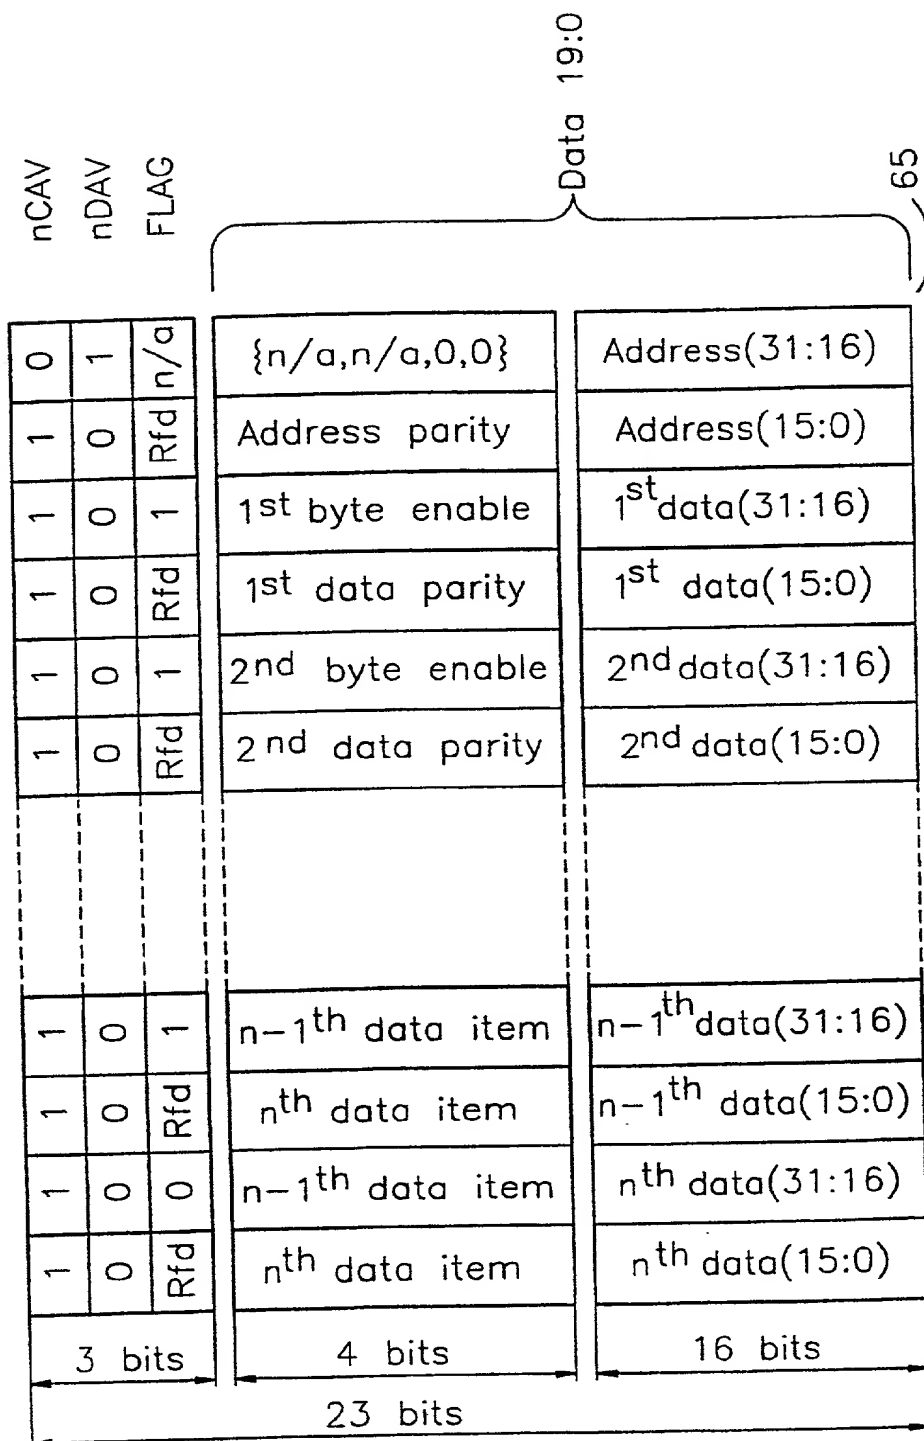 nCAV
nDAV
FLAG
Data 19:0
65
0 1 n/a {n/a,n/a,0,0} Address(31:16)
1 0 Rfd Address parity Address(15:0)
1 0 1 1st byte enable 1st data(31:16)
1 0 Rfd 1st data parity 1st data(15:0)
1 0 1 2nd byte enable 2nd data(31:16)
1 0 Rfd 2nd data parity 2nd data(15:0)
1 0 1 n-1th data item n-1th data(31:16)
1 0 Rfd nth data item n-1th data(15:0)
1 0 0 n-1th data item nth data(31:16)
1 0 Rfd nth data item nth data(15:0)
3 bits 4 bits 16 bits
23 bits